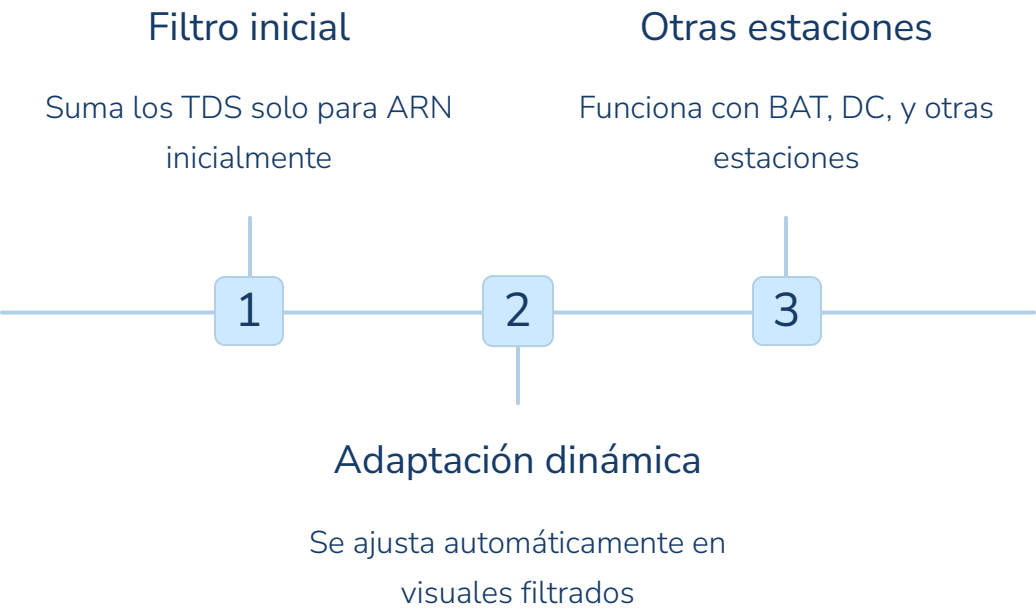 Filtro inicial
Suma los TDS solo para ARN
inicialmente
Otras estaciones
Funciona con BAT, DC, y otras
estaciones
1
2
3
Adaptación dinámica
Se ajusta automáticamente en
visuales filtrados